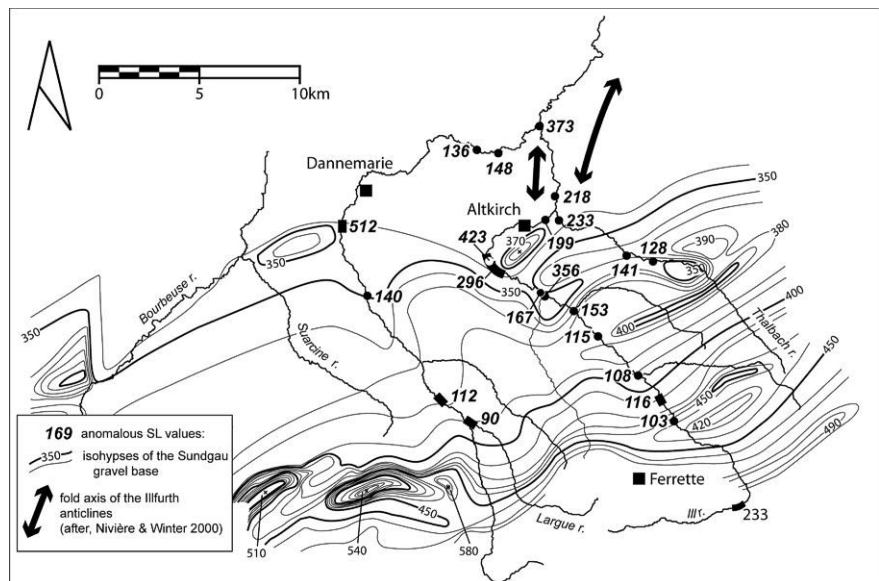 0 5 10km
373
136
148
Dannemarie
218
350
Altkirch
233
380
512
199
390
370
423
128
350
141
350
356
296
Bourbeuse r.
350
140
167
153
400
350
400
Thalbach r.
Suarcine r.
115
450
108
112
116
450
90
103
420
490
169 anomalous SL values:
350 isohypses of the Sundgau
gravel base
fold axis of the Illfurth
anticlines
(after, Nivière & Winter 2000)
Ferrette
450
Largue r.
Ill r.
233
510
540
580